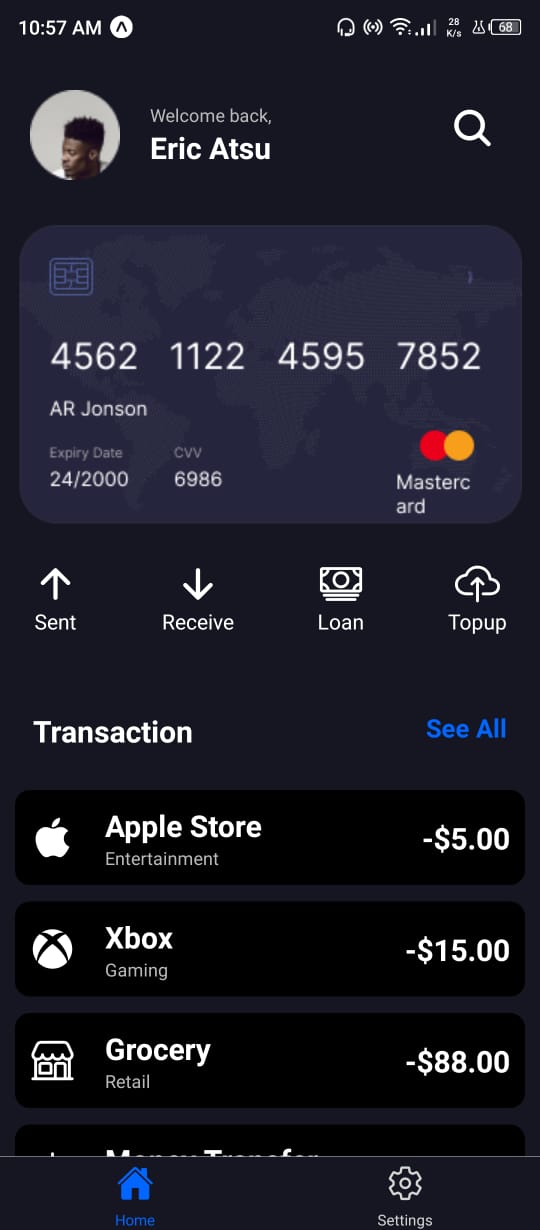 10:57 AM
28
K/s
68
Welcome back,
Eric Atsu
4562 1122 4595 7852
AR Jonson
Expiry Date
24/2000
CVV
6986
Masterc
ard
Sent
Receive
Loan
Topup
Transaction
See All
Apple Store
Entertainment
-$5.00
Xbox
Gaming
-$15.00
Grocery
Retail
-$88.00
Money Transfer
Home
Settings